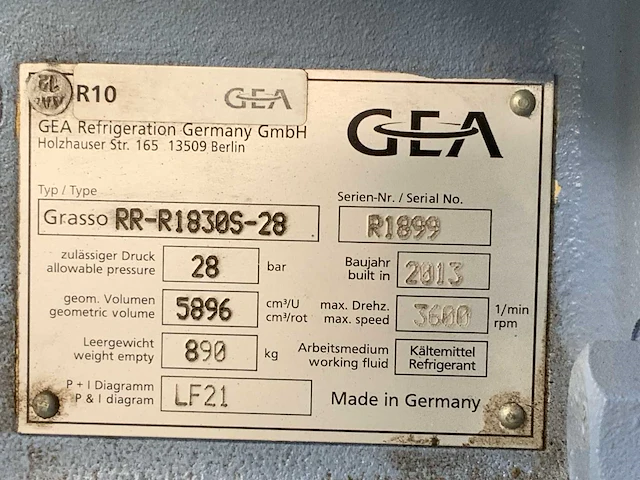 R10 GEA
GEA Refrigeration Germany GmbH
Holzhauser Str. 165 13509 Berlin
GEA
Typ / Type
Grasso RR-R1830S-28
Serien-Nr. / Serial No.
R1899
zulässiger Druck
allowable pressure
28 bar
Baujahr
built in
2013
geom. Volumen
geometric volume
5896 cm³/U
cm³/rot
max. Drehz.
max. speed
3600 1/min
rpm
Leergewicht
weight empty
890 kg
Arbeitsmedium
working fluid
Kältemittel
Refrigerant
P + I Diagramm
P & I diagram
LF21
Made in Germany